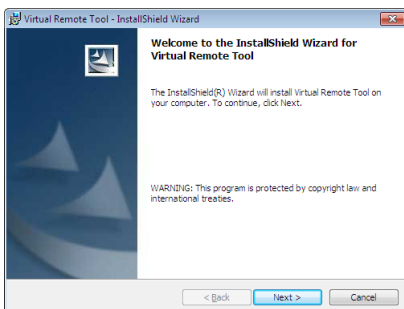 Virtual Remote Tool - InstallShield Wizard
Welcome to the InstallShield Wizard for
Virtual Remote Tool
The InstallShield(R) Wizard will install Virtual Remote Tool on
your computer. To continue, click Next.
WARNING: This program is protected by copyright law and
international treaties.
< Back
Next >
Cancel